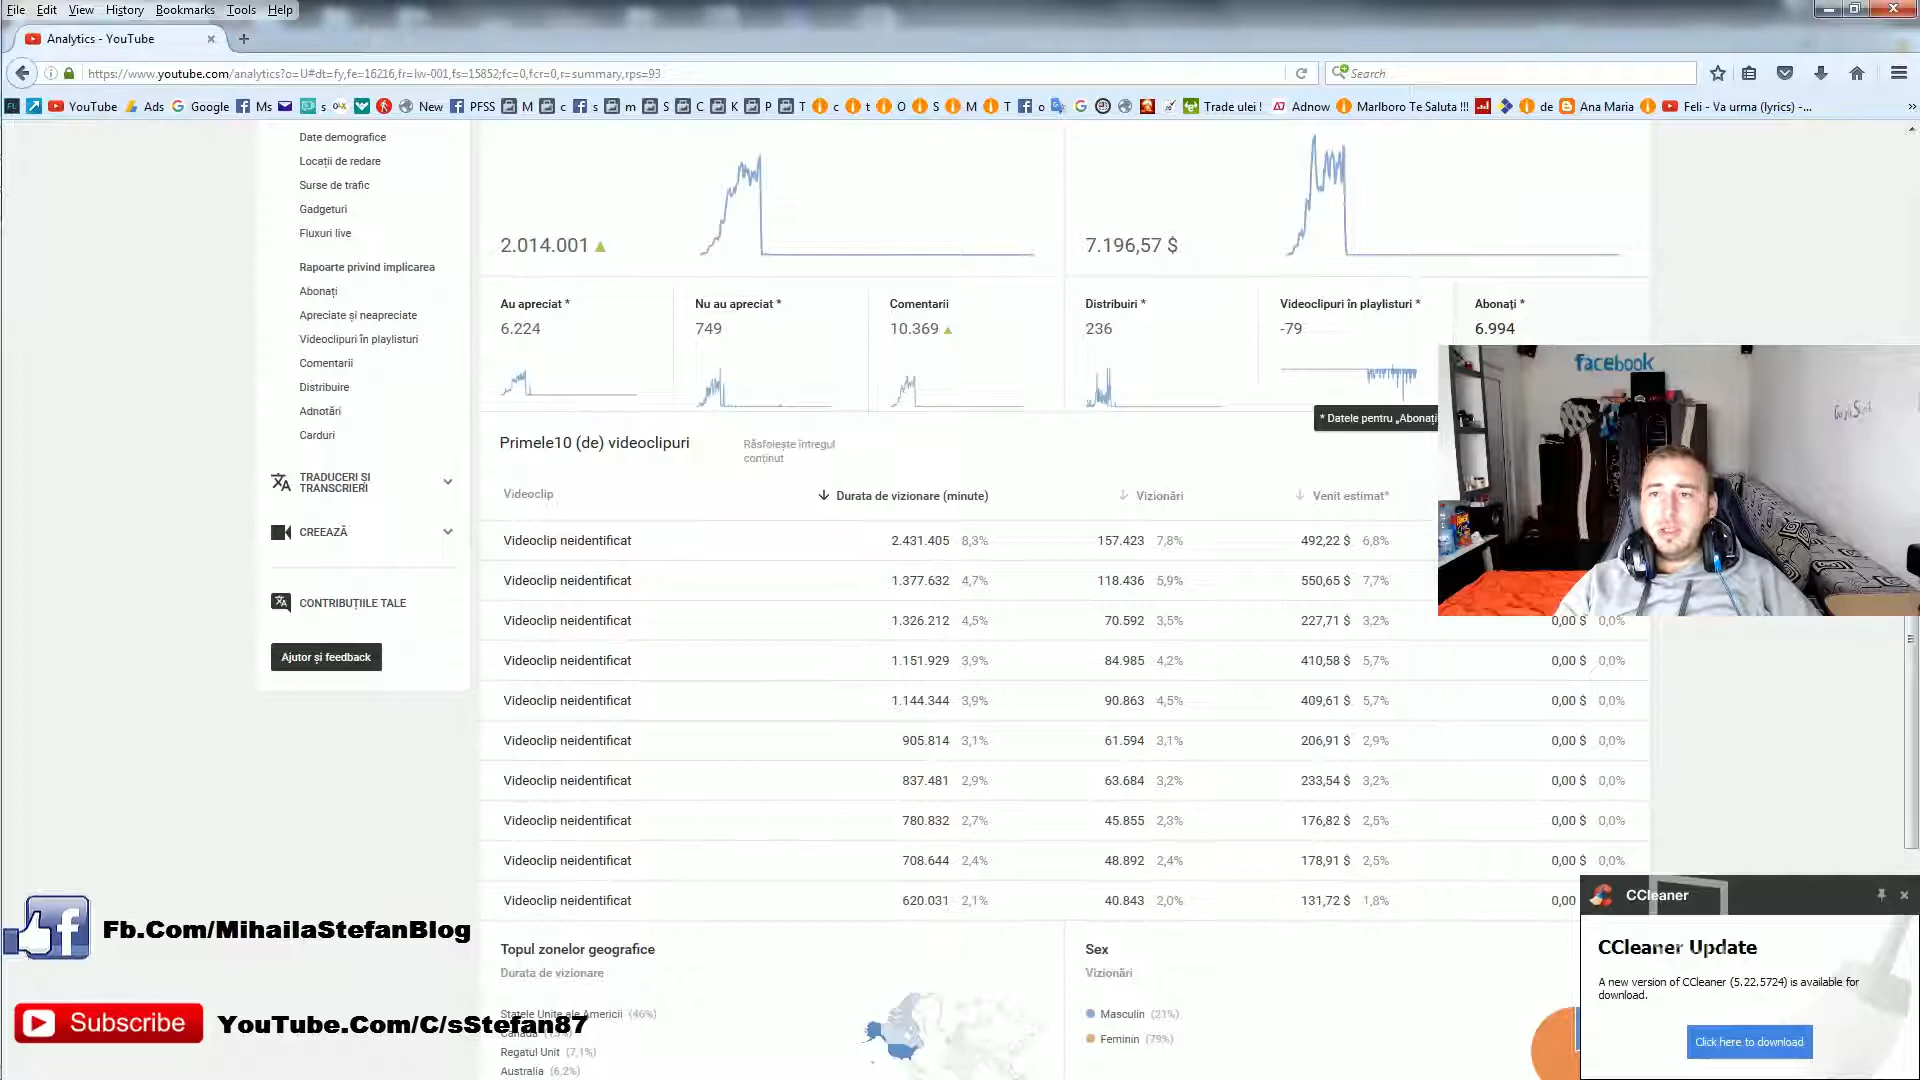 File Edit View History Bookmarks Tools Help
Analytics - YouTube
https://www.youtube.com/analytics?o=U#dt=fy,fe=16216,fr=lw-001,fs=15852;fc=0,fcr=0,r=summary,rps=93
Search
YouTube Ads Google Ms s New PFSS M c s m S C K P T c t O S M T o Trade ulei ! Adnow Marlboro Te Saluta !!! de Ana Maria Feli - Va urma (lyrics) -...
Date demografice
Locații de redare
Surse de trafic
Gadgeturi
Fluxuri live
Rapoarte privind implicarea
Abonați
Apreciate și neapreciate
Videoclipuri în playlisturi
Comentarii
Distribuire
Adnotări
Carduri
TRADUCERI ȘI
TRANSCRIERI
CREEAZĂ
CONTRIBUȚIILE TALE
Ajutor și feedback
2.014.001
7.196,57 $
Au apreciat * Nu au apreciat * Comentarii Distribuiri * Videoclipuri în playlisturi * Abonați *
6.224 749 10.369 236 -79 6.994
* Datele pentru „Abonați
facebook
Primele10 (de) videoclipuri
Răsfoiește întregul
conținut
Videoclip Durata de vizionare (minute) Vizionări Venit estimat*
Videoclip neidentificat 2.431.405 8,3% 157.423 7,8% 492,22 $ 6,8%
Videoclip neidentificat 1.377.632 4,7% 118.436 5,9% 550,65 $ 7,7%
Videoclip neidentificat 1.326.212 4,5% 70.592 3,5% 227,71 $ 3,2% 0,00 $ 0,0%
Videoclip neidentificat 1.151.929 3,9% 84.985 4,2% 410,58 $ 5,7% 0,00 $ 0,0%
Videoclip neidentificat 1.144.344 3,9% 90.863 4,5% 409,61 $ 5,7% 0,00 $ 0,0%
Videoclip neidentificat 905.814 3,1% 61.594 3,1% 206,91 $ 2,9% 0,00 $ 0,0%
Videoclip neidentificat 837.481 2,9% 63.684 3,2% 233,54 $ 3,2% 0,00 $ 0,0%
Videoclip neidentificat 780.832 2,7% 45.855 2,3% 176,82 $ 2,5% 0,00 $ 0,0%
Videoclip neidentificat 708.644 2,4% 48.892 2,4% 178,91 $ 2,5% 0,00 $ 0,0%
Videoclip neidentificat 620.031 2,1% 40.843 2,0% 131,72 $ 1,8% 0,00
Topul zonelor geografice
Durata de vizionare
Statele Unite ale Americii (46%)
Canada
Regatul Unit (7,1%)
Australia (6,2%)
Sex
Vizionări
Masculin (21%)
Feminin (79%)
Fb.Com/MihailaStefanBlog
Subscribe YouTube.Com/C/sStefan87
CCleaner
CCleaner Update
A new version of CCleaner (5.22.5724) is available for
download.
Click here to download